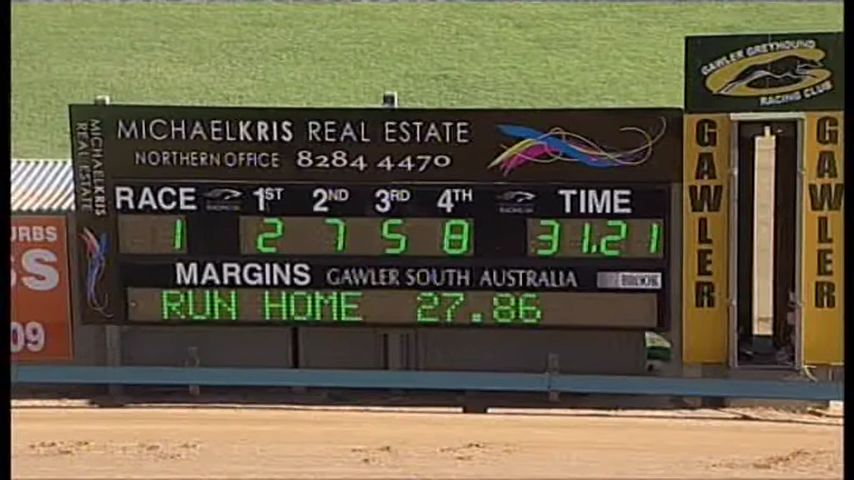 GAWLER GREYHOUND
RACING CLUB
MICHAELKRIS REAL ESTATE
NORTHERN OFFICE 8284 4470
MICHAELKRIS
REAL ESTATE
RACE 1ST 2ND 3RD 4TH TIME
1 2 7 5 8 31.21
MARGINS GAWLER SOUTH AUSTRALIA
RUN HOME 27.86
GAWLER
GAWLER
URBS
S
09